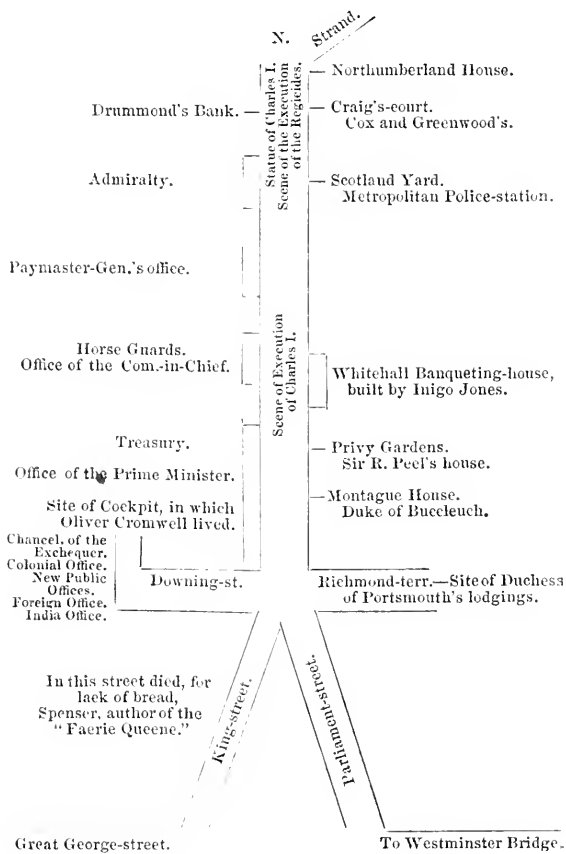 N.
Strand.
Northumberland House.
Drummond's Bank.
Statue of Charles I.
Scene of the Execution
of the Regicides.
Craig's-court.
Cox and Greenwood's.
Admiralty.
Scotland Yard.
Metropolitan Police-station.
Paymaster-Gen.'s office.
Horse Guards.
Office of the Com.-in-Chief.
Scene of Execution
of Charles I.
Whitehall Banqueting-house,
built by Inigo Jones.
Treasury.
Privy Gardens.
Sir R. Peel's house.
Office of the Prime Minister.
Site of Cockpit, in which
Oliver Cromwell lived.
Montague House.
Duke of Buccleuch.
Chancel. of the
Exchequer.
Colonial Office.
New Public
Offices.
Foreign Office.
India Office.
Downing-st.
Richmond-terr.—Site of Duchess
of Portsmouth's lodgings.
In this street died, for
lack of bread,
Spenser, author of the
"Faerie Queene."
King-street.
Parliament-street.
Great George-street.
To Westminster Bridge.